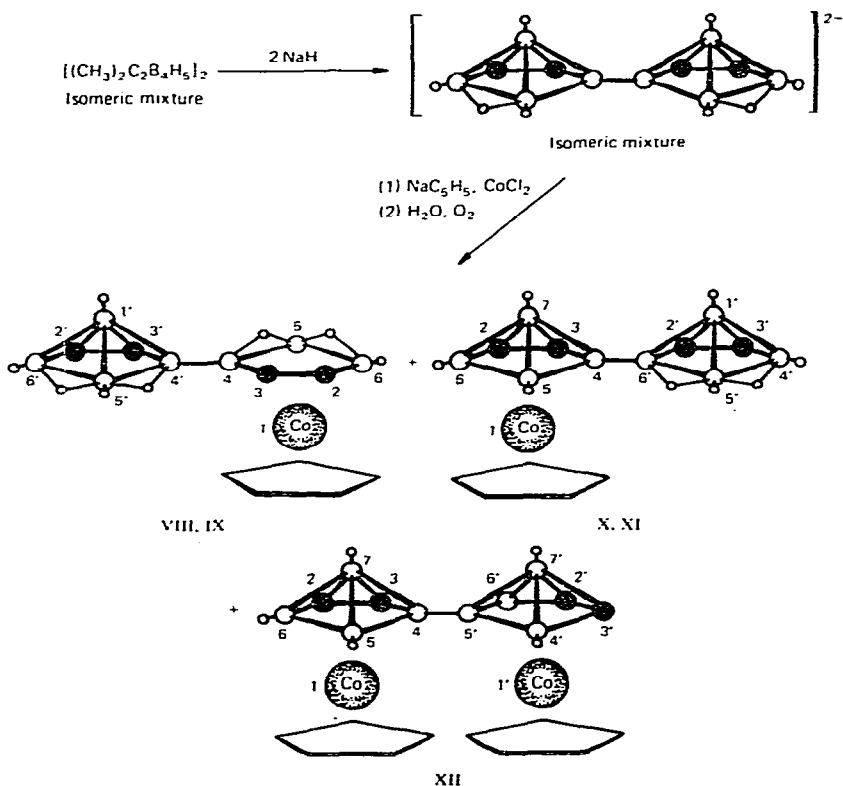 [(CH₃)₂C₂B₄H₅]₂
Isomeric mixture
2 NaH
2−
Isomeric mixture
(1) NaC₅H₅, CoCl₂
(2) H₂O, O₂
1' 2' 3' 6' 4' 5' 5 4 6 3 2 1 Co
+
7 2 3 6 4 5 1 Co 1' 2' 3' 6' 4' 5'
VIII, IX
X, XI
+
7 2 3 6 4 5 1 Co 7' 6' 2' 5' 3' 4' 1' Co
XII